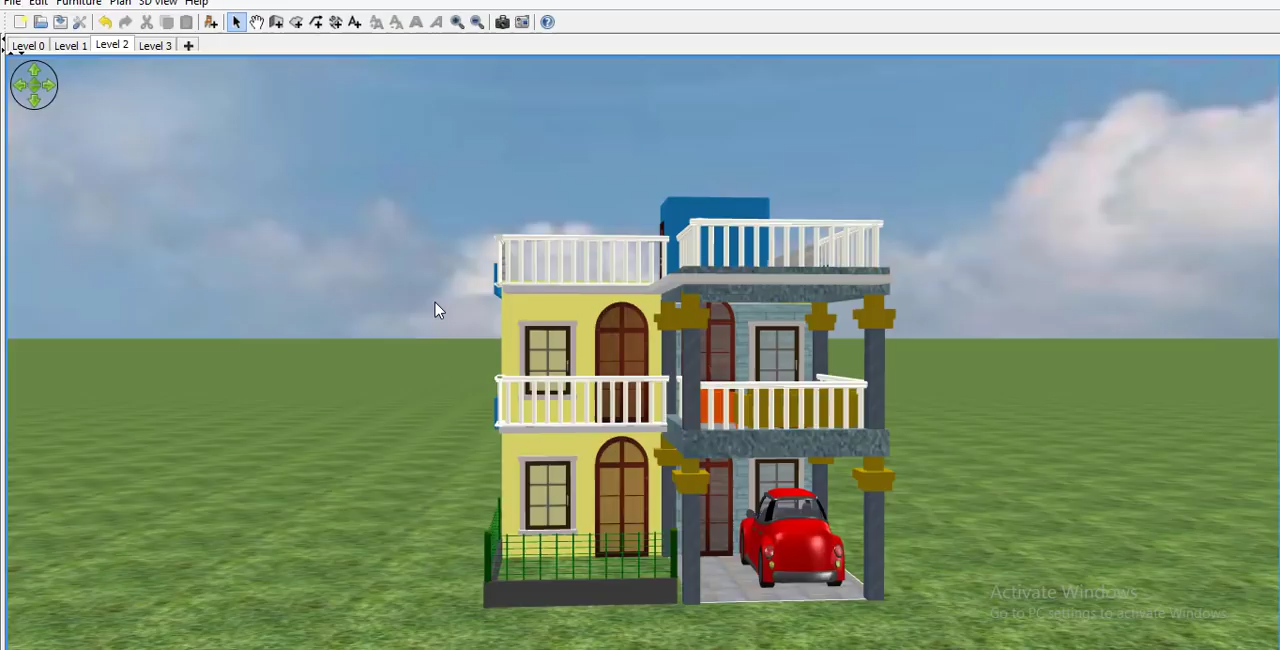 File Edit Furniture Plan 3D view Help
Level 0 Level 1 Level 2 Level 3
Activate Windows
Go to PC settings to activate Windows.